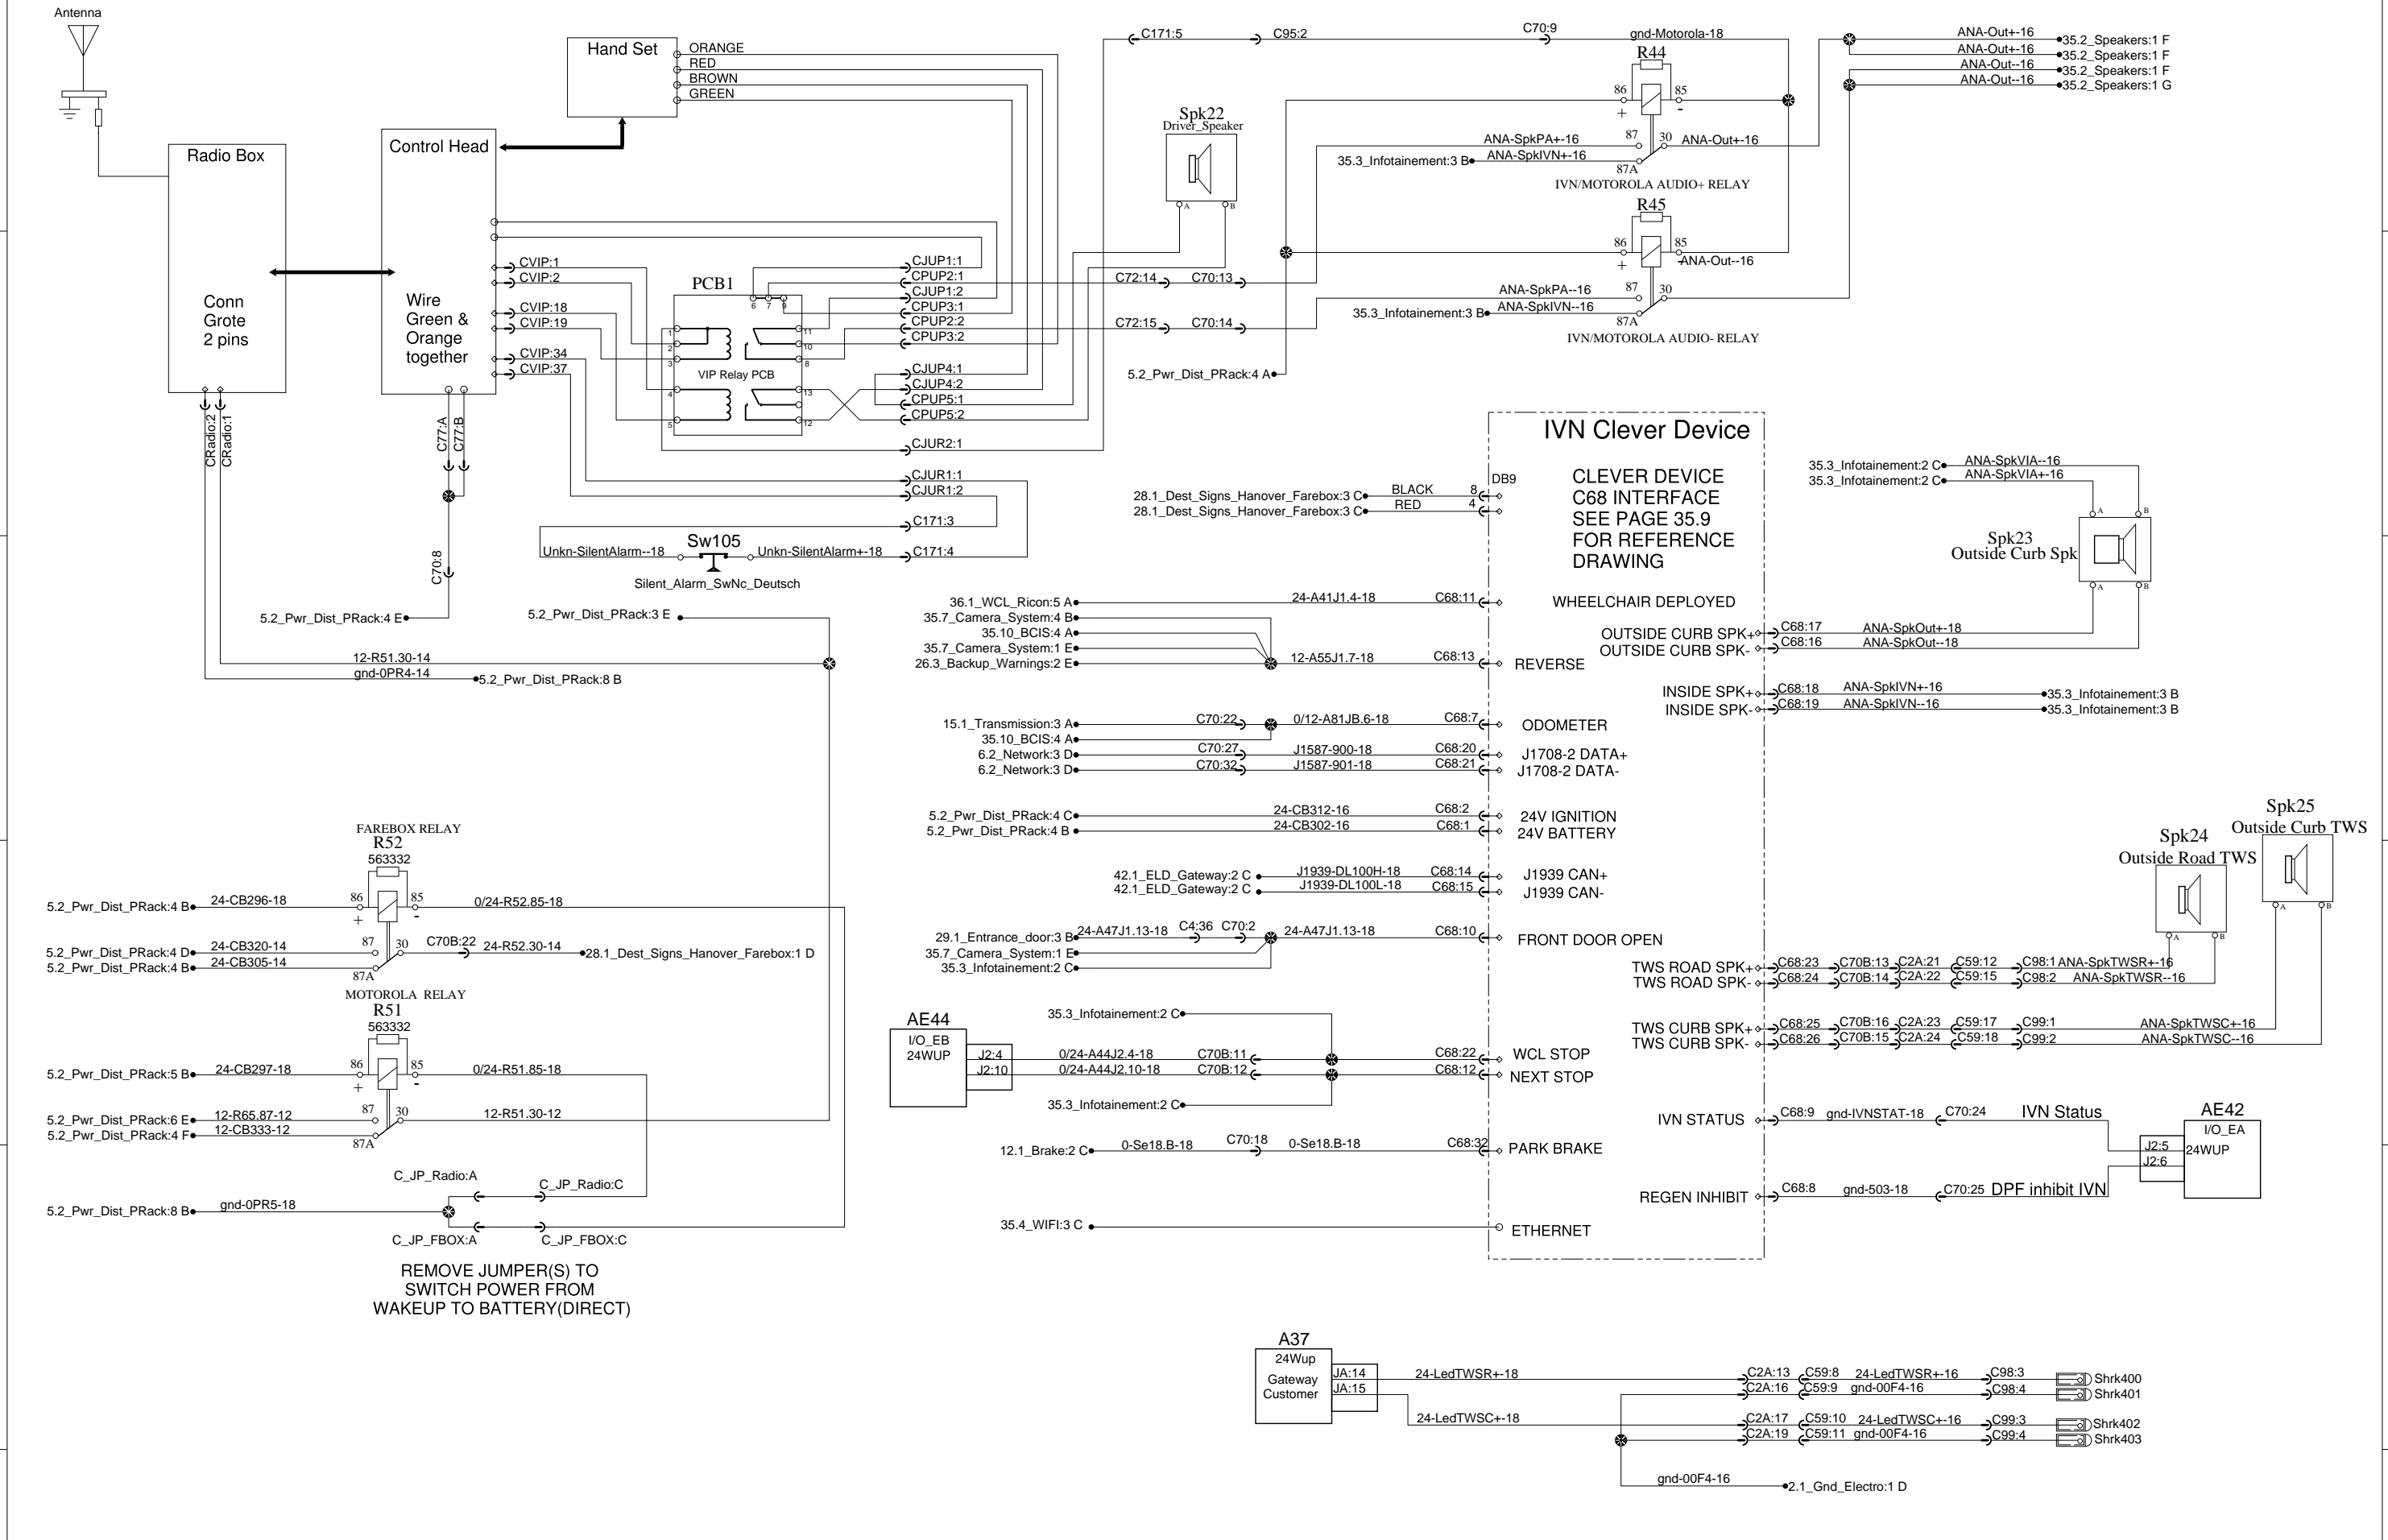 Antenna
Radio Box
Conn
Grote
2 pins
CRadio:2
CRadio:1
Control Head
Wire
Green &
Orange
together
C77:A
C77:B
C70:8
5.2_Pwr_Dist_PRack:4 E
5.2_Pwr_Dist_PRack:3 E
12-R51.30-14
gnd-0PR4-14
5.2_Pwr_Dist_PRack:8 B
Hand Set
ORANGE
RED
BROWN
GREEN
CVIP:1
CVIP:2
CVIP:18
CVIP:19
CVIP:34
CVIP:37
PCB1
6 7 9
1
2
3
4
5
11
10
8
13
12
VIP Relay PCB
CJUP1:1
CPUP2:1
CJUP1:2
CPUP3:1
CPUP2:2
CPUP3:2
CJUP4:1
CJUP4:2
CPUP5:1
CPUP5:2
CJUR2:1
CJUR1:1
CJUR1:2
C171:3
C171:4
Unkn-SilentAlarm--18
Sw105
Unkn-SilentAlarm+-18
Silent_Alarm_SwNc_Deutsch
C171:5
C95:2
C70:9
gnd-Motorola-18
Spk22
Driver_Speaker
A
B
C72:14
C70:13
C72:15
C70:14
5.2_Pwr_Dist_PRack:4 A
R44
86
85
+
-
ANA-SpkPA+-16
87
30
ANA-Out+-16
35.3_Infotainement:3 B
ANA-SpkIVN+-16
87A
IVN/MOTOROLA AUDIO+ RELAY
R45
86
85
+
-
ANA-Out--16
ANA-SpkPA--16
87
30
35.3_Infotainement:3 B
ANA-SpkIVN--16
87A
IVN/MOTOROLA AUDIO- RELAY
ANA-Out+-16
35.2_Speakers:1 F
ANA-Out+-16
35.2_Speakers:1 F
ANA-Out--16
35.2_Speakers:1 F
ANA-Out--16
35.2_Speakers:1 G
IVN Clever Device
CLEVER DEVICE
C68 INTERFACE
SEE PAGE 35.9
FOR REFERENCE
DRAWING
DB9
28.1_Dest_Signs_Hanover_Farebox:3 C
BLACK
8
28.1_Dest_Signs_Hanover_Farebox:3 C
RED
4
36.1_WCL_Ricon:5 A
24-A41J1.4-18
C68:11
WHEELCHAIR DEPLOYED
35.7_Camera_System:4 B
35.10_BCIS:4 A
35.7_Camera_System:1 E
26.3_Backup_Warnings:2 E
12-A55J1.7-18
C68:13
REVERSE
15.1_Transmission:3 A
C70:22
0/12-A81JB.6-18
C68:7
ODOMETER
35.10_BCIS:4 A
6.2_Network:3 D
C70:27
J1587-900-18
C68:20
J1708-2 DATA+
6.2_Network:3 D
C70:32
J1587-901-18
C68:21
J1708-2 DATA-
5.2_Pwr_Dist_PRack:4 C
24-CB312-16
C68:2
24V IGNITION
5.2_Pwr_Dist_PRack:4 B
24-CB302-16
C68:1
24V BATTERY
42.1_ELD_Gateway:2 C
J1939-DL100H-18
C68:14
J1939 CAN+
42.1_ELD_Gateway:2 C
J1939-DL100L-18
C68:15
J1939 CAN-
29.1_Entrance_door:3 B
24-A47J1.13-18
C4:36
C70:2
24-A47J1.13-18
C68:10
FRONT DOOR OPEN
35.7_Camera_System:1 E
35.3_Infotainement:2 C
AE44
I/O_EB
24WUP
35.3_Infotainement:2 C
J2:4
0/24-A44J2.4-18
C70B:11
C68:22
WCL STOP
J2:10
0/24-A44J2.10-18
C70B:12
C68:12
NEXT STOP
35.3_Infotainement:2 C
12.1_Brake:2 C
0-Se18.B-18
C70:18
0-Se18.B-18
C68:32
PARK BRAKE
35.4_WIFI:3 C
ETHERNET
35.3_Infotainement:2 C
ANA-SpkVIA--16
35.3_Infotainement:2 C
ANA-SpkVIA+-16
A
B
Spk23
Outside Curb Spk
A
B
OUTSIDE CURB SPK+
C68:17
ANA-SpkOut+-18
OUTSIDE CURB SPK-
C68:16
ANA-SpkOut--18
INSIDE SPK+
C68:18
ANA-SpkIVN+-16
35.3_Infotainement:3 B
INSIDE SPK-
C68:19
ANA-SpkIVN--16
35.3_Infotainement:3 B
Spk25
Outside Curb TWS
A
B
Spk24
Outside Road TWS
A
B
TWS ROAD SPK+
C68:23
C70B:13
C2A:21
C59:12
C98:1
ANA-SpkTWSR+-16
TWS ROAD SPK-
C68:24
C70B:14
C2A:22
C59:15
C98:2
ANA-SpkTWSR--16
TWS CURB SPK+
C68:25
C70B:16
C2A:23
C59:17
C99:1
ANA-SpkTWSC+-16
TWS CURB SPK-
C68:26
C70B:15
C2A:24
C59:18
C99:2
ANA-SpkTWSC--16
IVN STATUS
C68:9
gnd-IVNSTAT-18
C70:24
IVN Status
AE42
I/O_EA
24WUP
J2:5
J2:6
REGEN INHIBIT
C68:8
gnd-503-18
C70:25
DPF inhibit IVN
FAREBOX RELAY
R52
563332
5.2_Pwr_Dist_PRack:4 B
24-CB296-18
86
85
+
-
0/24-R52.85-18
5.2_Pwr_Dist_PRack:4 D
24-CB320-14
87
30
C70B:22
24-R52.30-14
28.1_Dest_Signs_Hanover_Farebox:1 D
5.2_Pwr_Dist_PRack:4 B
24-CB305-14
87A
MOTOROLA RELAY
R51
563332
5.2_Pwr_Dist_PRack:5 B
24-CB297-18
86
85
+
-
0/24-R51.85-18
5.2_Pwr_Dist_PRack:6 E
12-R65.87-12
87
30
12-R51.30-12
5.2_Pwr_Dist_PRack:4 F
12-CB333-12
87A
C_JP_Radio:A
C_JP_Radio:C
5.2_Pwr_Dist_PRack:8 B
gnd-0PR5-18
C_JP_FBOX:A
C_JP_FBOX:C
REMOVE JUMPER(S) TO
SWITCH POWER FROM
WAKEUP TO BATTERY(DIRECT)
A37
24Wup
Gateway
Customer
JA:14
JA:15
24-LedTWSR+-18
C2A:13
C59:8
24-LedTWSR+-16
C98:3
Shrk400
C2A:16
C59:9
gnd-00F4-16
C98:4
Shrk401
24-LedTWSC+-18
C2A:17
C59:10
24-LedTWSC+-16
C99:3
Shrk402
C2A:19
C59:11
gnd-00F4-16
C99:4
Shrk403
gnd-00F4-16
2.1_Gnd_Electro:1 D